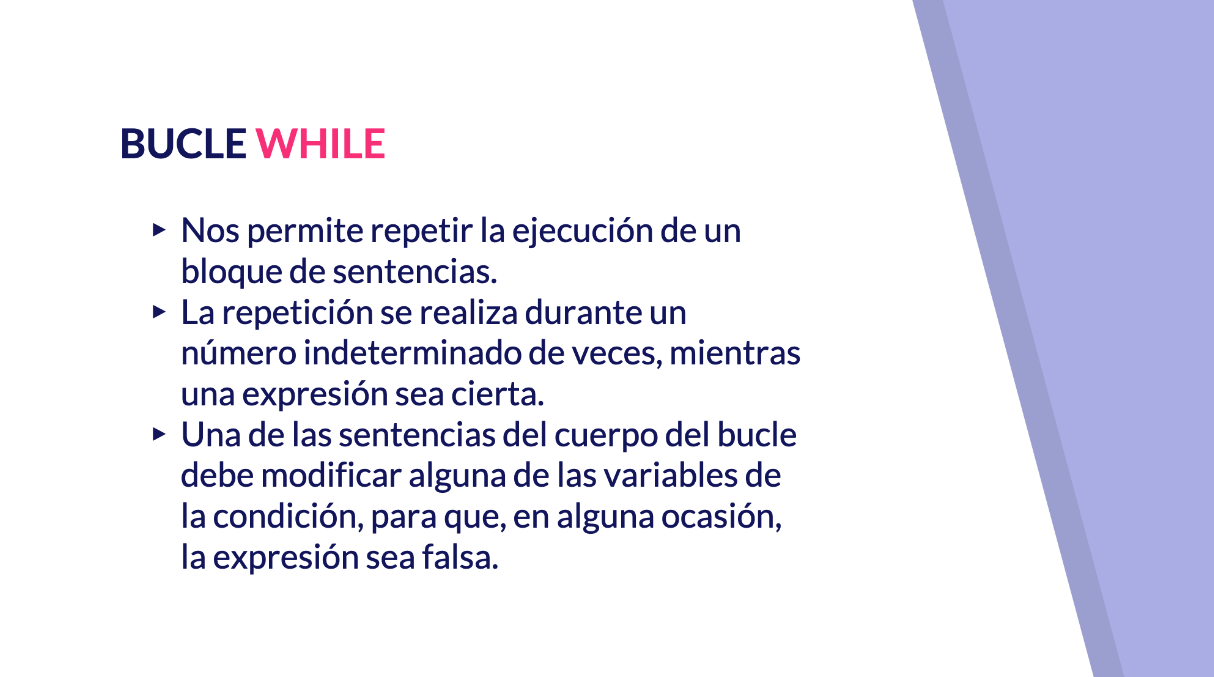 BUCLE WHILE
▸ Nos permite repetir la ejecución de un
bloque de sentencias.
▸ La repetición se realiza durante un
número indeterminado de veces, mientras
una expresión sea cierta.
▸ Una de las sentencias del cuerpo del bucle
debe modificar alguna de las variables de
la condición, para que, en alguna ocasión,
la expresión sea falsa.